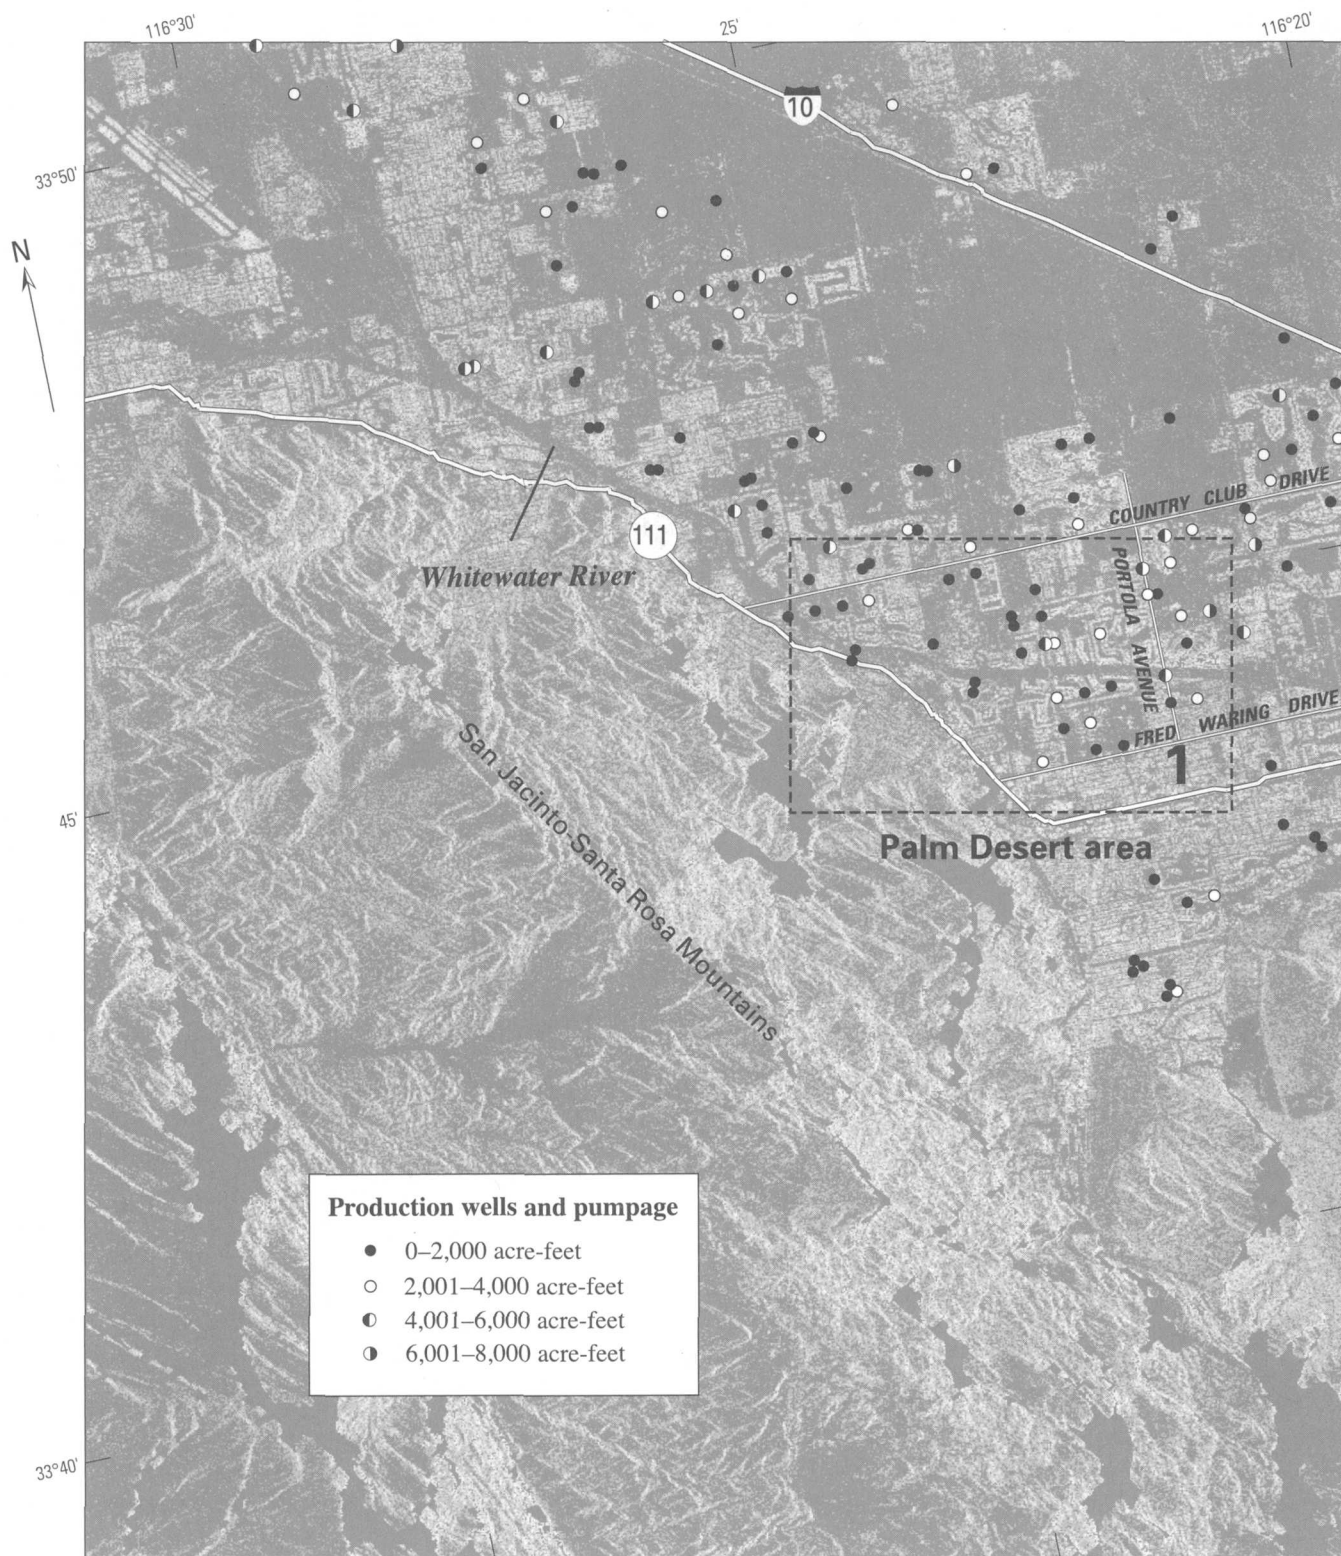 116°30'
25'
116°20'
10
33°50'
N
COUNTRY CLUB DRIVE
111
Whitewater River
PORTOLA AVENUE
FRED WARING DRIVE
1
San Jacinto-Santa Rosa Mountains
45'
Palm Desert area
Production wells and pumpage
0–2,000 acre-feet
2,001–4,000 acre-feet
4,001–6,000 acre-feet
6,001–8,000 acre-feet
33°40'